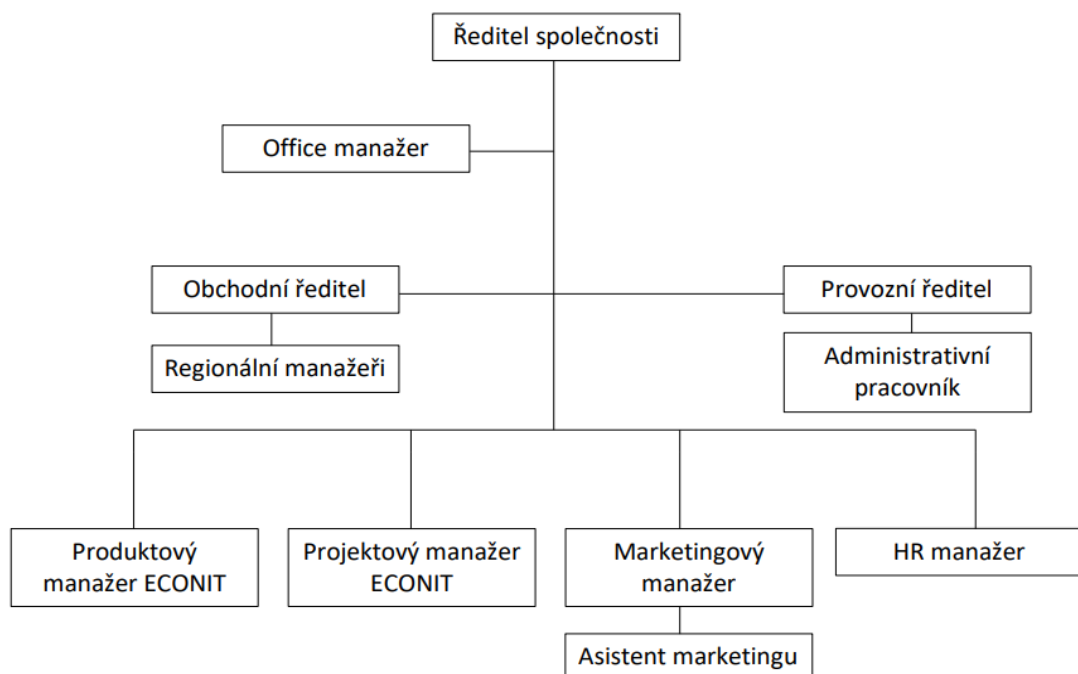 Ředitel společnosti
Office manažer
Obchodní ředitel
Provozní ředitel
Regionální manažeři
Administrativní
pracovník
Produktový
manažer ECONIT
Projektový manažer
ECONIT
Marketingový
manažer
HR manažer
Asistent marketingu